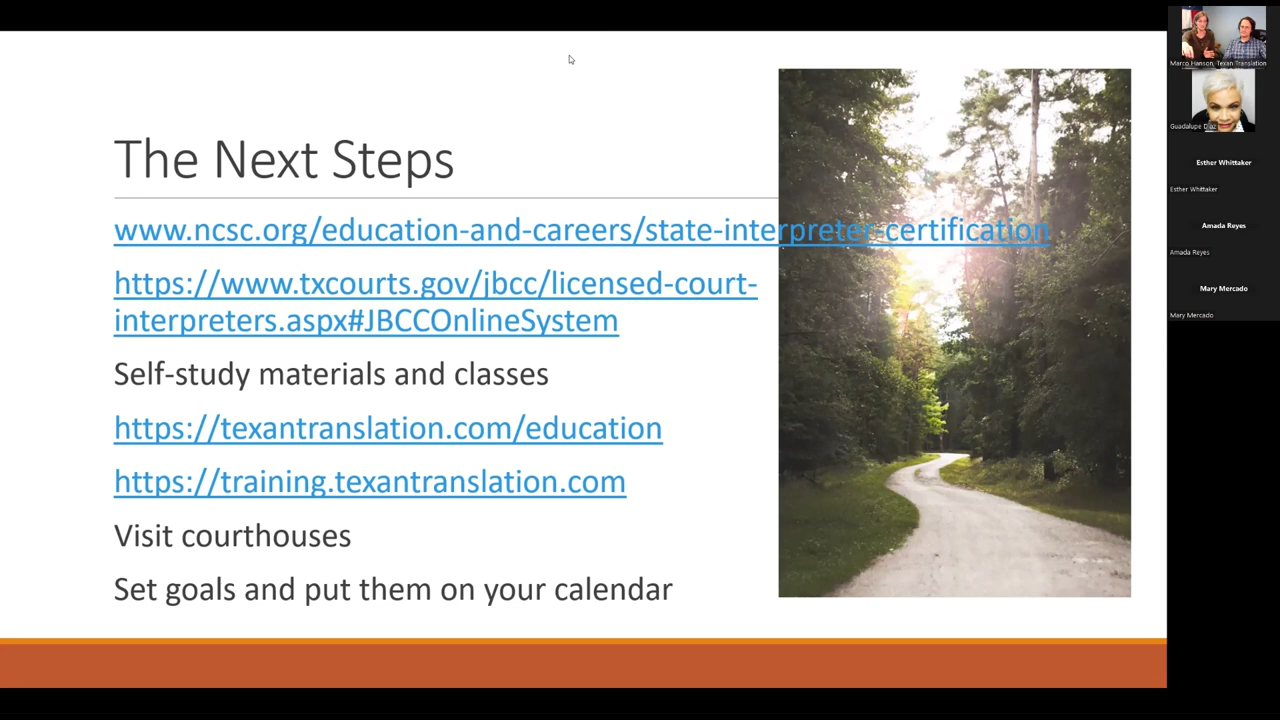 The Next Steps
www.ncsc.org/education-and-careers/state-interpreter-certification
https://www.txcourts.gov/jbcc/licensed-court-
interpreters.aspx#JBCCOnlineSystem
Self-study materials and classes
https://texantranslation.com/education
https://training.texantranslation.com
Visit courthouses
Set goals and put them on your calendar
Marco Hanson, Texan Translation
Guadalupe Diaz
Esther Whittaker
Esther Whittaker
Amada Reyes
Amada Reyes
Mary Mercado
Mary Mercado